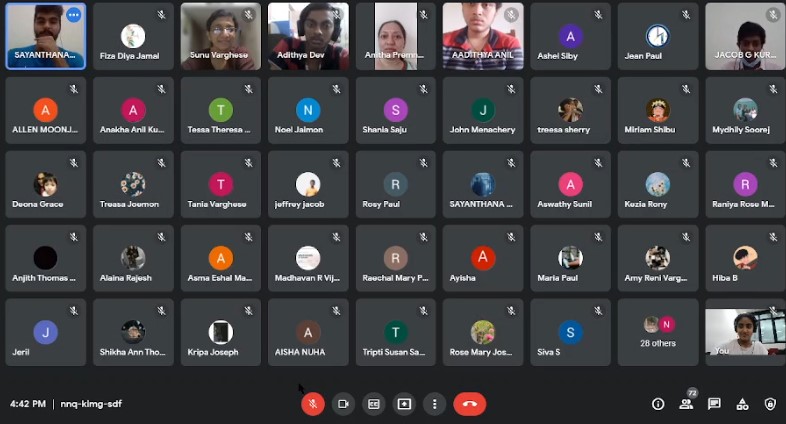 SAYANTHANA...
Fiza Diya Jamal
Sunu Varghese
Adithya Dev
Anitha Prem...
AADITHYA ANIL
Ashel Siby
Jean Paul
JACOB G KUR...
A
A
ALLEN MOONJ...
A
Anakha Anil Ku...
T
Tessa Theresa ...
N
Noel Jaimon
S
Shania Saju
J
John Menachery
treesa sherry
Miriam Shibu
Mydhily Soorej
Deona Grace
Treasa Joemon
T
Tania Varghese
jeffrey jacob
R
Rosy Paul
SAYANTHANA ...
A
Aswathy Sunil
Kezia Rony
R
Raniya Rose M...
Anjith Thomas ...
Alaina Rajesh
A
Asma Eshal Ma...
Madhavan R Vij...
R
Raechal Mary P...
A
Ayisha
Maria Paul
Amy Reni Varg...
Hiba B
J
Jeril
Shikha Ann Tho...
Kripa Joseph
A
AISHA NUHA
T
Tripti Susan Sa...
Rose Mary Jos...
S
Siva S
N
28 others
You
4:42 PM | nnq-klmg-sdf
72